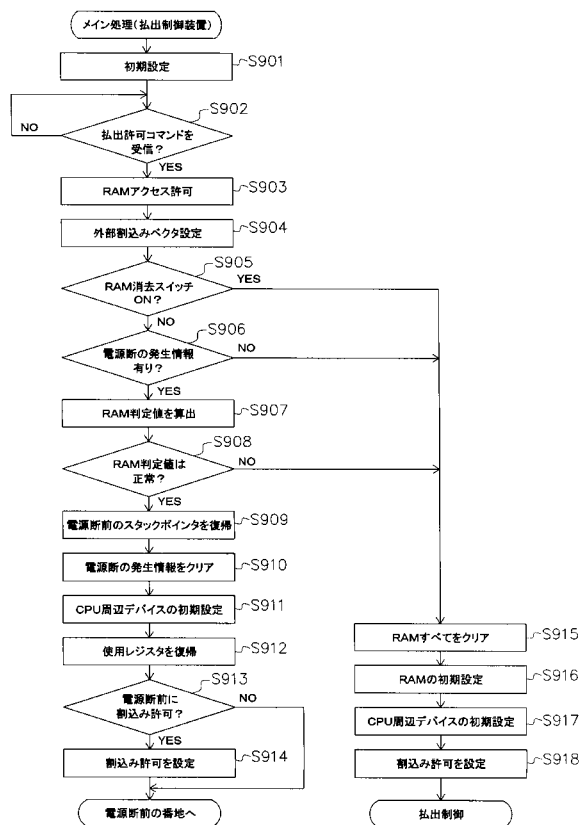 メイン処理(払出制御装置)
初期設定
S901
S902
NO
払出許可コマンドを
受信?
YES
RAMアクセス許可
S903
外部割込みベクタ設定
S904
S905
RAM消去スイッチ
ON?
YES
NO
S906
電源断の発生情報
有り?
NO
YES
RAM判定値を算出
S907
S908
RAM判定値は
正常?
NO
YES
電源断前のスタックポインタを復帰
S909
電源断の発生情報をクリア
S910
CPU周辺デバイスの初期設定
S911
使用レジスタを復帰
S912
S913
電源断前に
割込み許可?
NO
YES
割込み許可を設定
S914
電源断前の番地へ
RAMすべてをクリア
S915
RAMの初期設定
S916
CPU周辺デバイスの初期設定
S917
割込み許可を設定
S918
払出制御